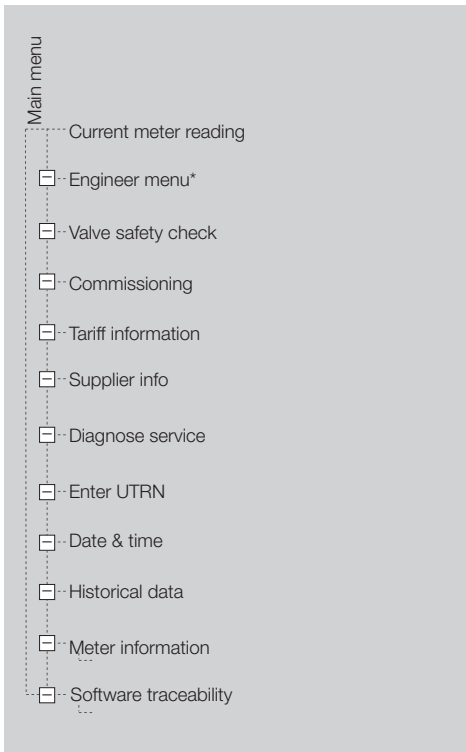 Main menu
Current meter reading
Engineer menu*
Valve safety check
Commissioning
Tariff information
Supplier info
Diagnose service
Enter UTRN
Date & time
Historical data
Meter information
Software traceability